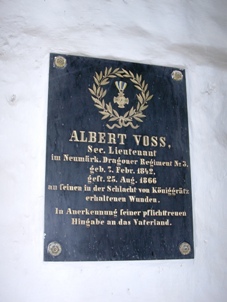 ALBERT VOSS,
Sec. Lieutenant
im Neumärk. Dragoner Regiment Nr 3,
geb. 7. Febr. 1842,
gest. 25. Aug. 1866
an seinen in der Schlacht von Königgrätz
erhaltenen Wunden.
In Anerkennung seiner pflichttreuen
Hingabe an das Vaterland.